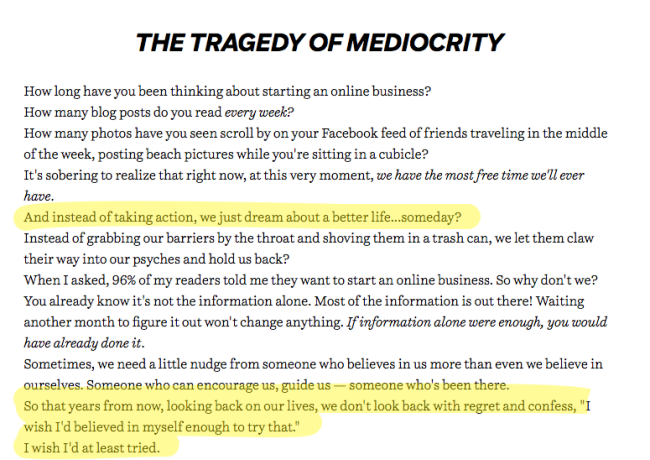 THE TRAGEDY OF MEDIOCRITY
How long have you been thinking about starting an online business?
How many blog posts do you read every week?
How many photos have you seen scroll by on your Facebook feed of friends traveling in the middle
of the week, posting beach pictures while you're sitting in a cubicle?
It's sobering to realize that right now, at this very moment, we have the most free time we'll ever
have.
And instead of taking action, we just dream about a better life...someday?
Instead of grabbing our barriers by the throat and shoving them in a trash can, we let them claw
their way into our psyches and hold us back?
When I asked, 96% of my readers told me they want to start an online business. So why don't we?
You already know it's not the information alone. Most of the information is out there! Waiting
another month to figure it out won't change anything. If information alone were enough, you would
have already done it.
Sometimes, we need a little nudge from someone who believes in us more than even we believe in
ourselves. Someone who can encourage us, guide us — someone who's been there.
So that years from now, looking back on our lives, we don't look back with regret and confess, "I
wish I'd believed in myself enough to try that."
I wish I'd at least tried.